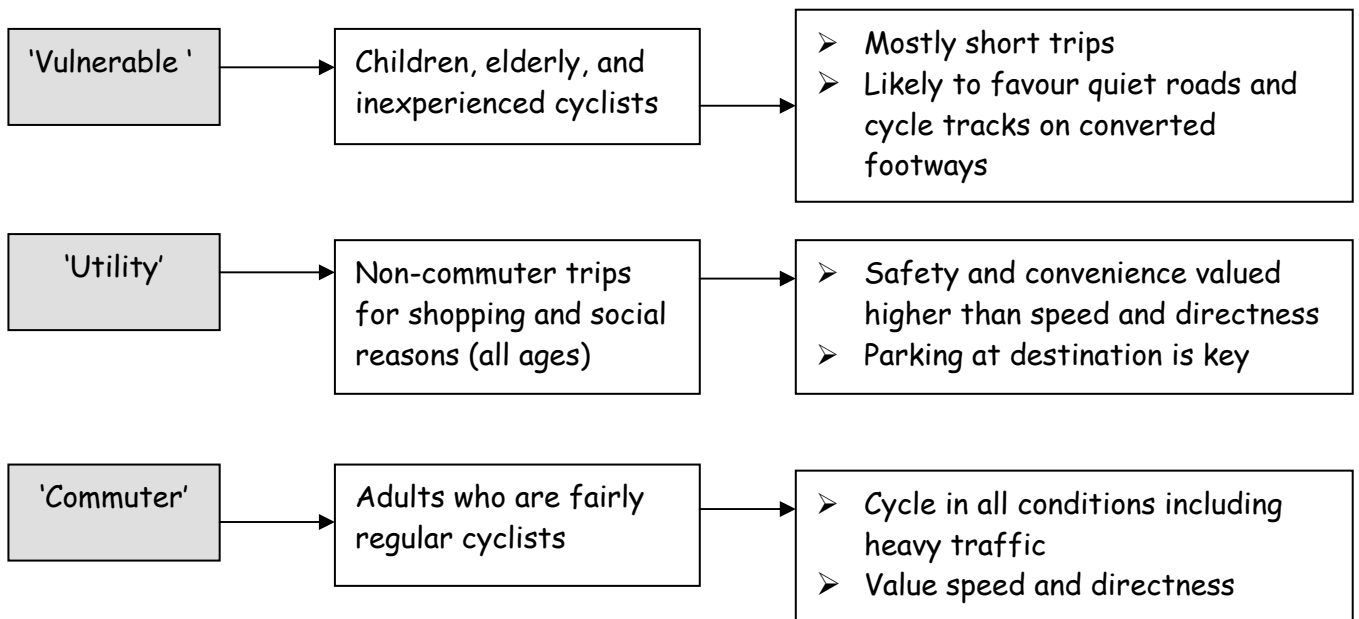 ‘Vulnerable ‘
Children, elderly, and
inexperienced cyclists
➢ Mostly short trips
➢ Likely to favour quiet roads and
cycle tracks on converted
footways
‘Utility’
Non-commuter trips
for shopping and social
reasons (all ages)
➢ Safety and convenience valued
higher than speed and directness
➢ Parking at destination is key
‘Commuter’
Adults who are fairly
regular cyclists
➢ Cycle in all conditions including
heavy traffic
➢ Value speed and directness